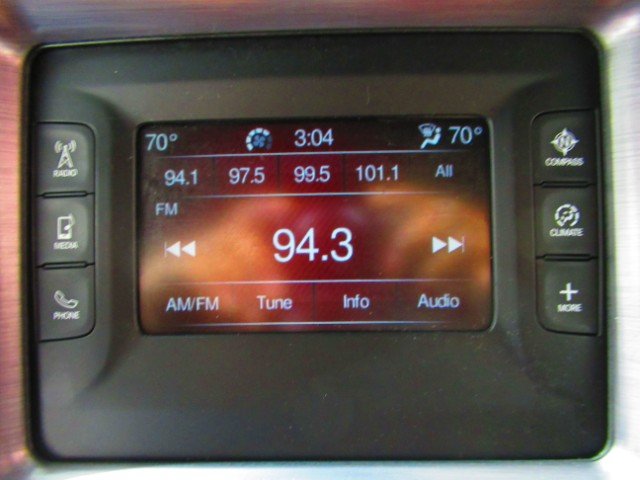 70° 3:04 70°
94.1 97.5 99.5 101.1 All
FM
94.3
AM/FM Tune Info Audio
RADIO
MEDIA
PHONE
N
COMPASS
CLIMATE
+
MORE